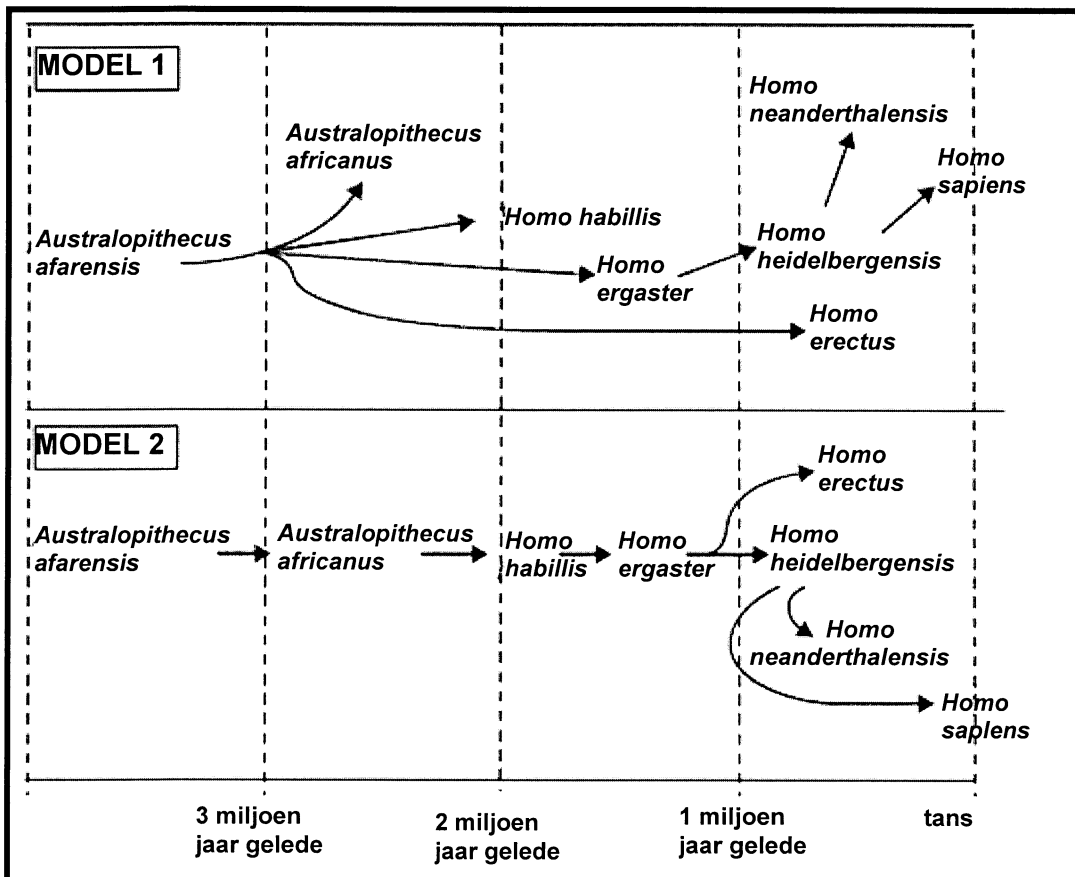 MODEL 1
Homo
neanderthalensis
Australopithecus
africanus
Homo
sapiens
Homo habillis
Australopithecus
afarensis
Homo
heidelbergensis
Homo
ergaster
Homo
erectus
MODEL 2
Homo
erectus
Australopithecus
afarensis
Australopithecus
africanus
Homo
habillis
Homo
ergaster
Homo
heidelbergensis
Homo
neanderthalensis
Homo
saplens
3 miljoen
jaar gelede
2 miljoen
jaar gelede
1 miljoen
jaar gelede
tans